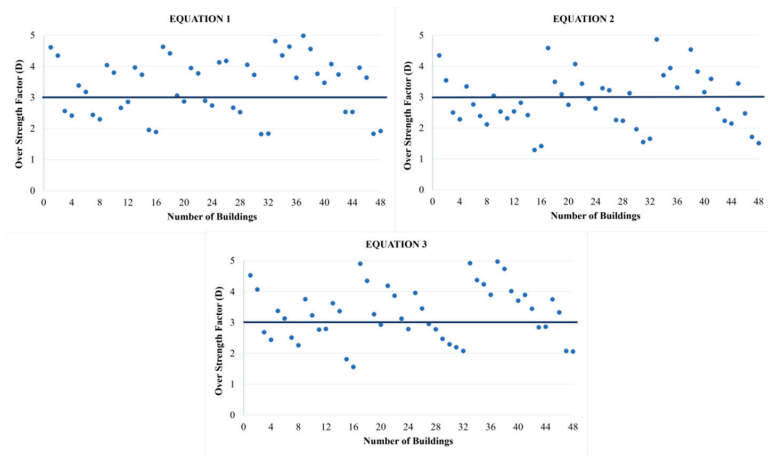 EQUATION 1
Over Strength Factor (D)
5
4
3
2
1
0
0 4 8 12 16 20 24 28 32 36 40 44 48
Number of Buildings
EQUATION 2
Over Strength Factor (D)
5
4
3
2
1
0
0 4 8 12 16 20 24 28 32 36 40 44 48
Number of Buildings
EQUATION 3
Over Strength Factor (D)
5
4
3
2
1
0
0 4 8 12 16 20 24 28 32 36 40 44 48
Number of Buildings